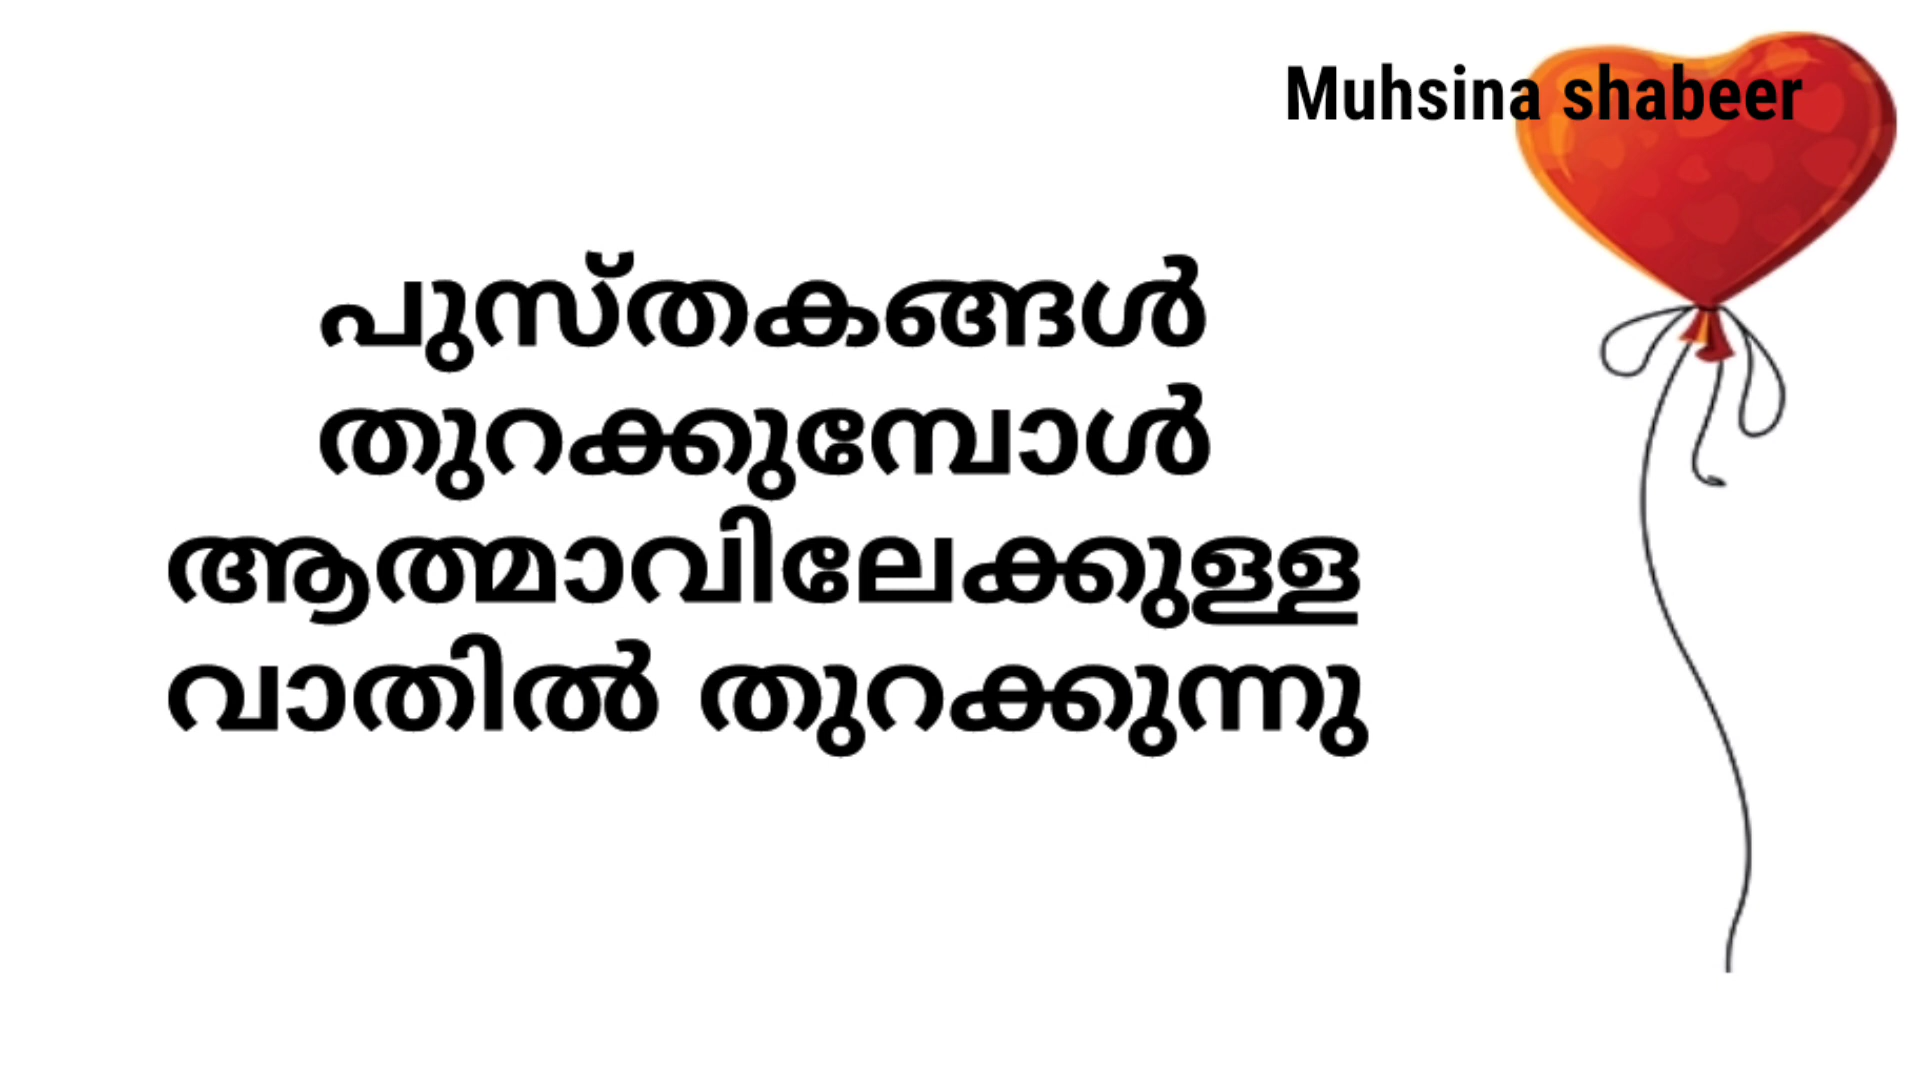 Muhsina shabeer
പുസ്തകങ്ങൾ
തുറക്കുമ്പോൾ
ആത്മാവിലേക്കുള്ള
വാതിൽ തുറക്കുന്നു